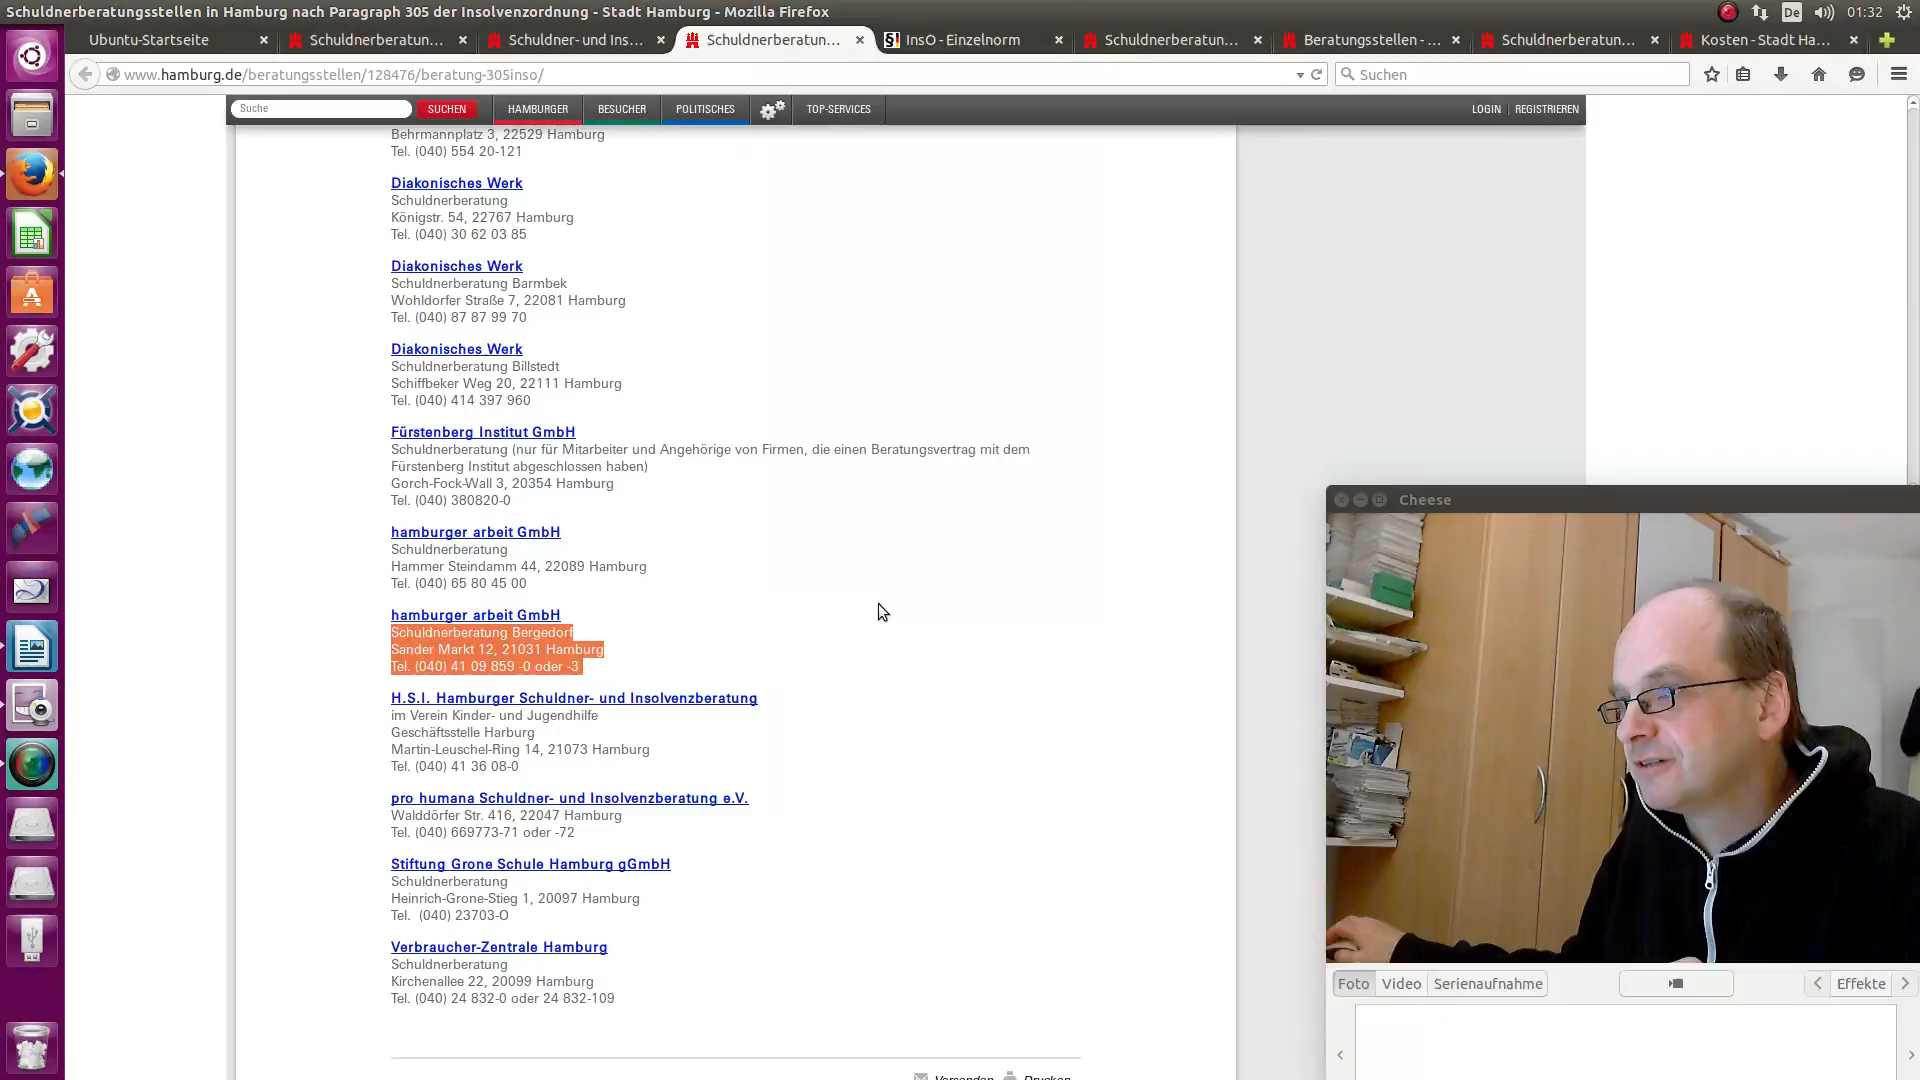 Schuldnerberatungsstellen in Hamburg nach Paragraph 305 der Insolvenzordnung - Stadt Hamburg - Mozilla Firefox
De
01:32
Ubuntu-Startseite
Schuldnerberatun...
Schuldner- und Ins...
Schuldnerberatun...
InsO - Einzelnorm
Schuldnerberatun...
Beratungsstellen - ...
Schuldnerberatun...
Kosten - Stadt Ha...
www.hamburg.de/beratungsstellen/128476/beratung-305inso/
Suchen
Suche
SUCHEN
HAMBURGER
BESUCHER
POLITISCHES
TOP-SERVICES
LOGIN
REGISTRIEREN
Behrmannplatz 3, 22529 Hamburg
Tel. (040) 554 20-121
Diakonisches Werk
Schuldnerberatung
Königstr. 54, 22767 Hamburg
Tel. (040) 30 62 03 85
Diakonisches Werk
Schuldnerberatung Barmbek
Wohldorfer Straße 7, 22081 Hamburg
Tel. (040) 87 87 99 70
Diakonisches Werk
Schuldnerberatung Billstedt
Schiffbeker Weg 20, 22111 Hamburg
Tel. (040) 414 397 960
Fürstenberg Institut GmbH
Schuldnerberatung (nur für Mitarbeiter und Angehörige von Firmen, die einen Beratungsvertrag mit dem
Fürstenberg Institut abgeschlossen haben)
Gorch-Fock-Wall 3, 20354 Hamburg
Tel. (040) 380820-0
hamburger arbeit GmbH
Schuldnerberatung
Hammer Steindamm 44, 22089 Hamburg
Tel. (040) 65 80 45 00
hamburger arbeit GmbH
Schuldnerberatung Bergedorf
Sander Markt 12, 21031 Hamburg
Tel. (040) 41 09 859 -0 oder -3
H.S.I. Hamburger Schuldner- und Insolvenzberatung
im Verein Kinder- und Jugendhilfe
Geschäftsstelle Harburg
Martin-Leuschel-Ring 14, 21073 Hamburg
Tel. (040) 41 36 08-0
pro humana Schuldner- und Insolvenzberatung e.V.
Walddörfer Str. 416, 22047 Hamburg
Tel. (040) 669773-71 oder -72
Stiftung Grone Schule Hamburg gGmbH
Schuldnerberatung
Heinrich-Grone-Stieg 1, 20097 Hamburg
Tel.  (040) 23703-O
Verbraucher-Zentrale Hamburg
Schuldnerberatung
Kirchenallee 22, 20099 Hamburg
Tel. (040) 24 832-0 oder 24 832-109
Versenden
Drucken
Cheese
Foto
Video
Serienaufnahme
Effekte